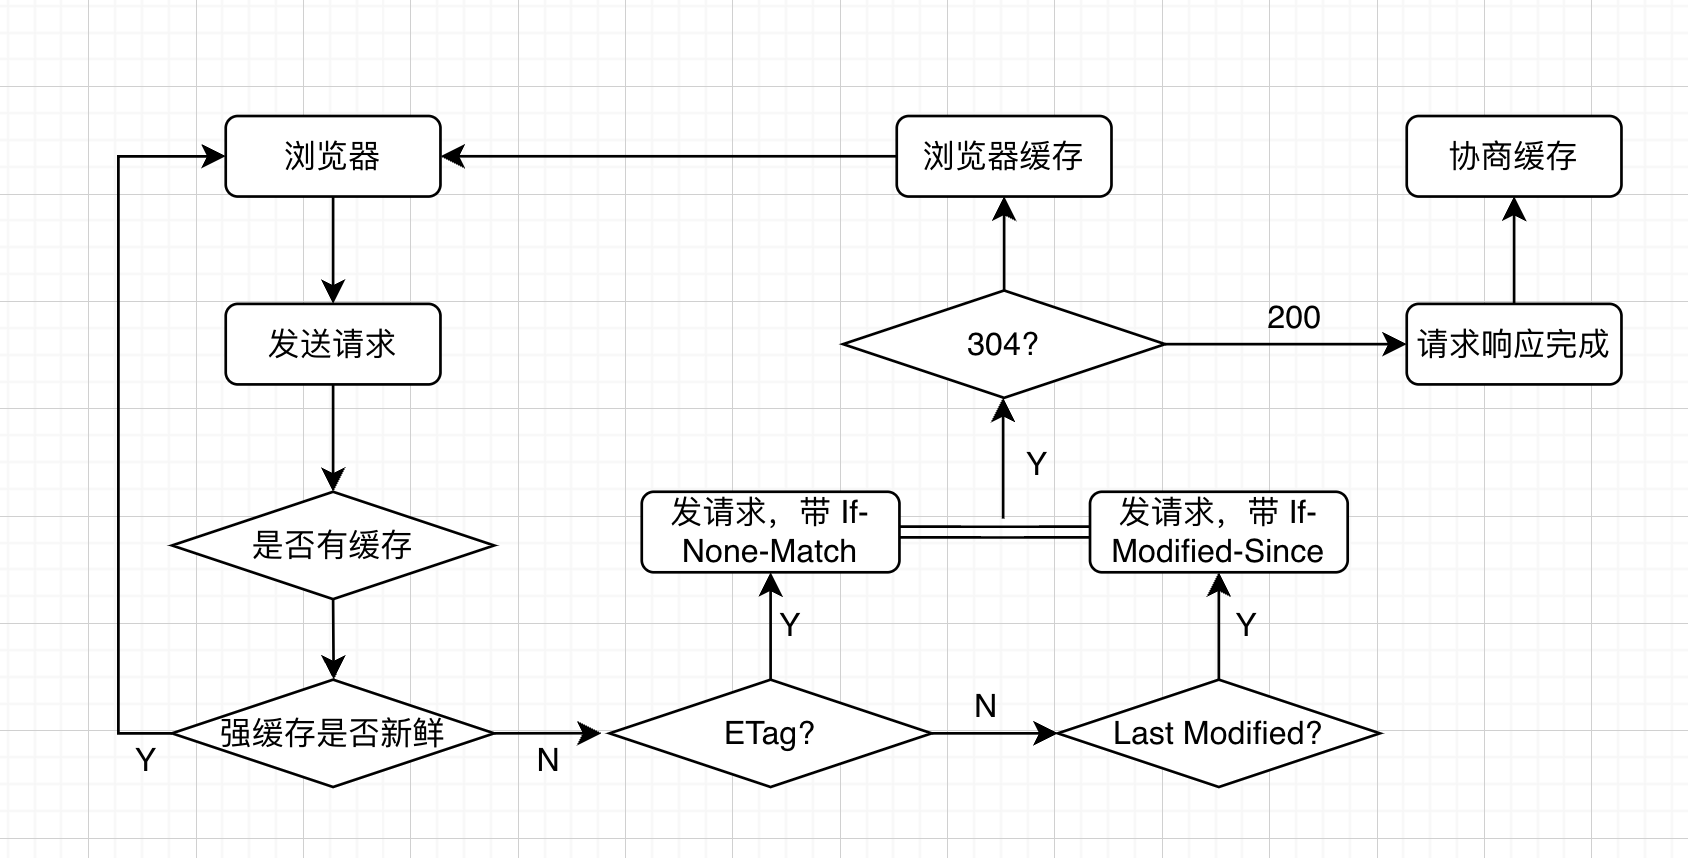 浏览器
浏览器缓存
协商缓存
发送请求
304?
200
请求响应完成
是否有缓存
Y
发请求，带 If-
None-Match
发请求，带 If-
Modified-Since
Y
Y
强缓存是否新鲜
Y
N
ETag?
N
Last Modified?